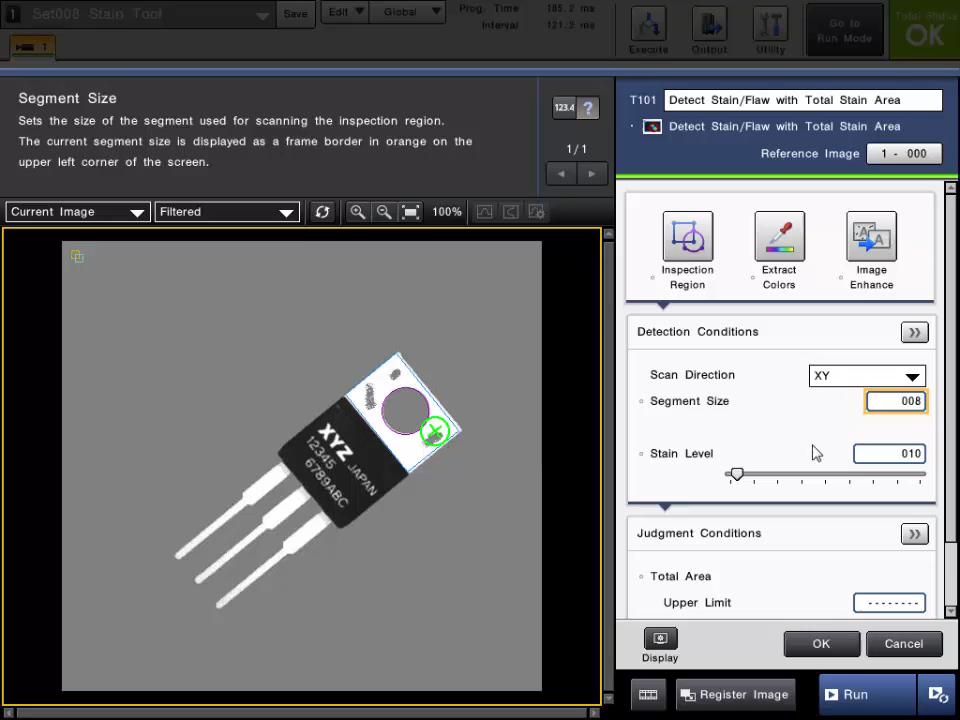 1 Set008 Stain Tool
Save
Edit
Global
Prog. Time 185.2 ms
Interval 121.2 ms
Execute
Output
Utility
Go to
Run Mode
Total Status
OK
1
Segment Size
Sets the size of the segment used for scanning the inspection region.
The current segment size is displayed as a frame border in orange on the
upper left corner of the screen.
123.4
?
1/1
T101
Detect Stain/Flaw with Total Stain Area
Detect Stain/Flaw with Total Stain Area
Reference Image
1 - 000
Current Image
Filtered
100%
Inspection
Region
Extract
Colors
Image
Enhance
Detection Conditions
Scan Direction
XY
Segment Size
008
Stain Level
010
Judgment Conditions
Total Area
Upper Limit
--------
XYZ JAPAN
12345
6789ABC
Display
OK
Cancel
Register Image
Run